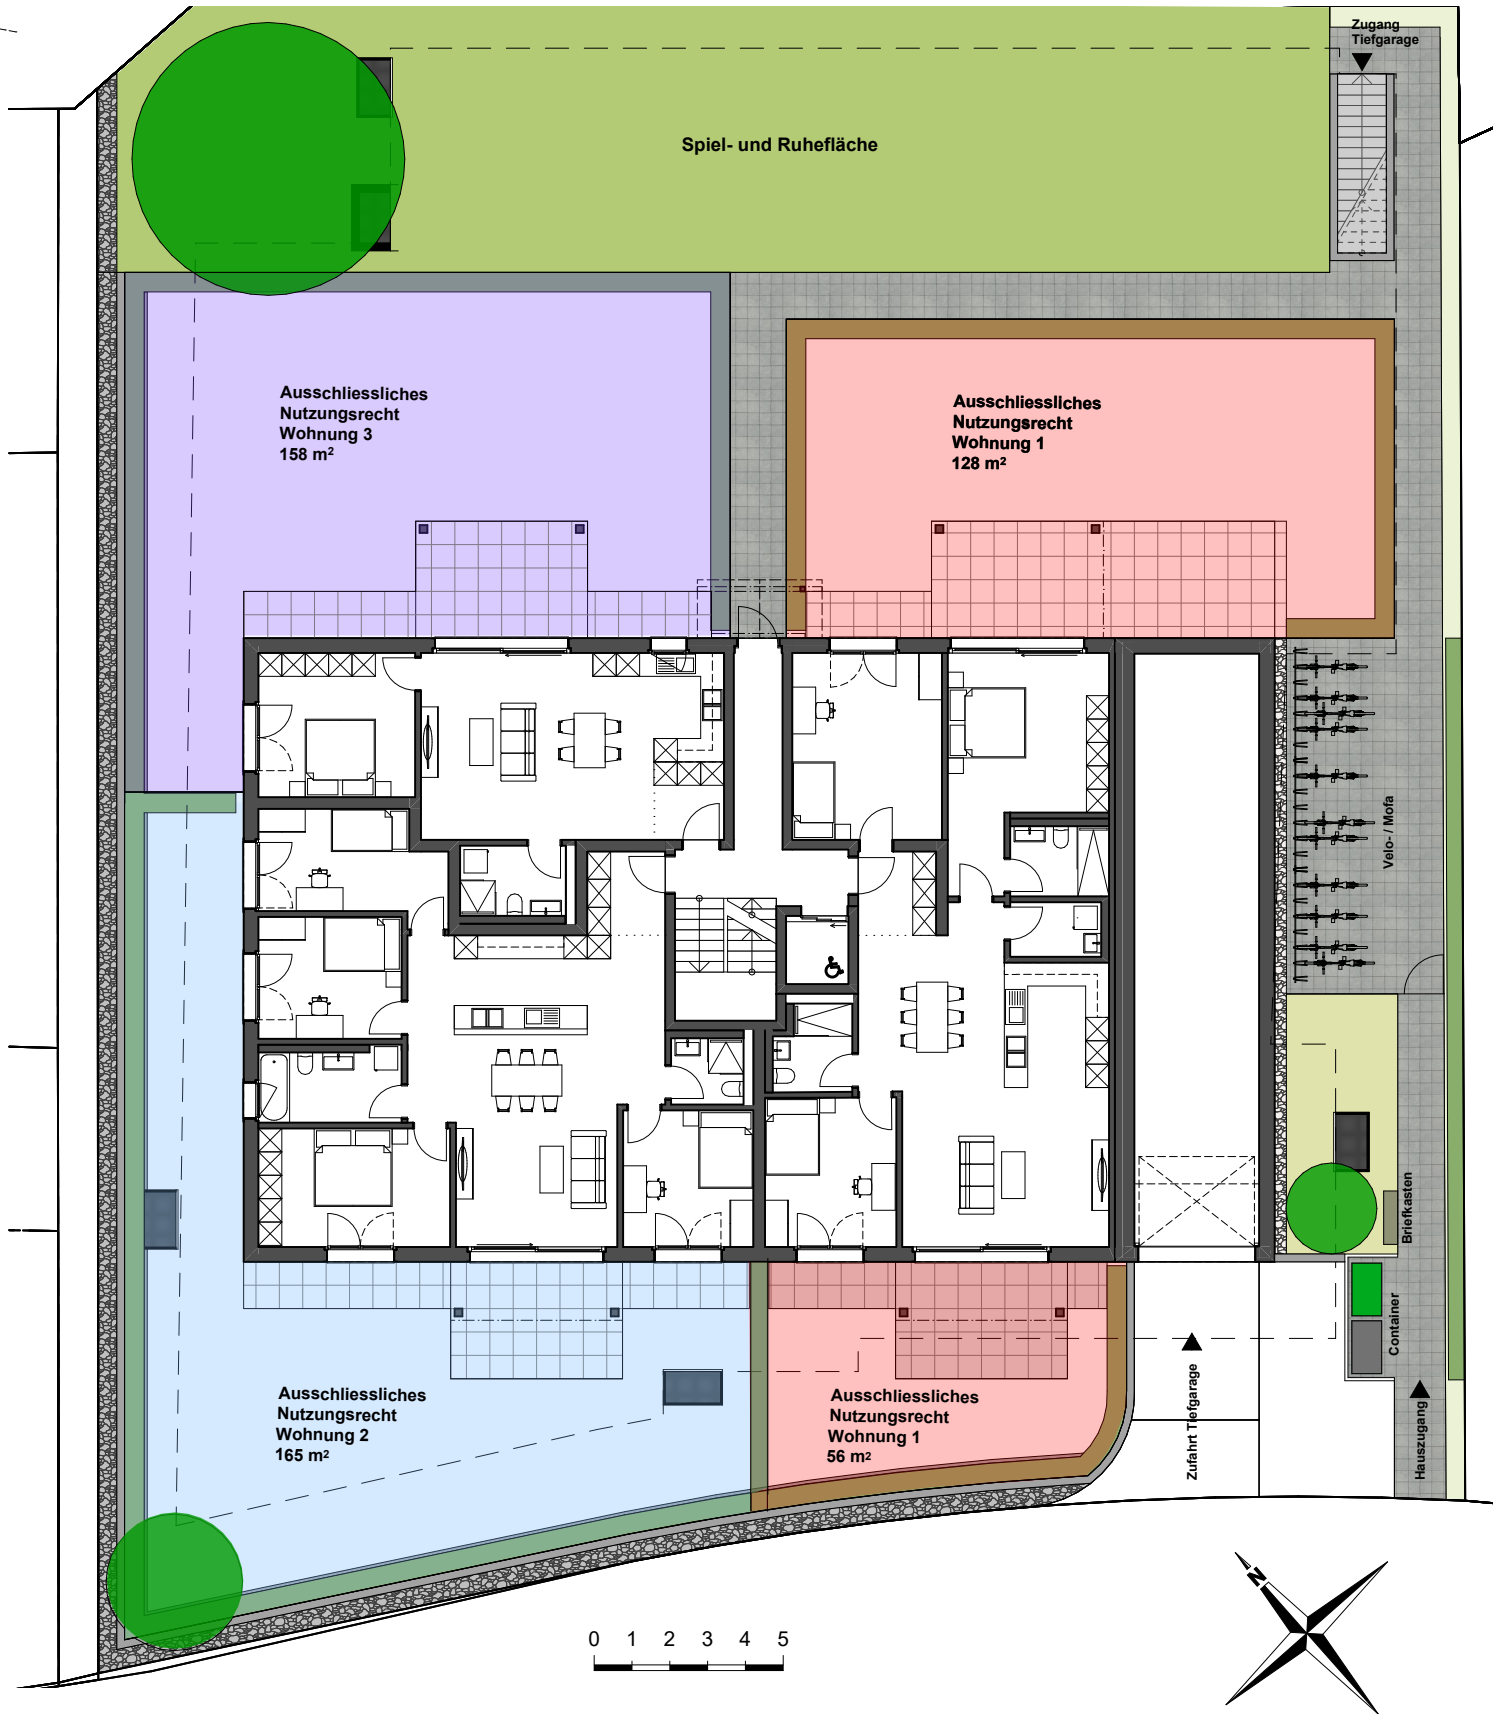 Zugang
Tiefgarage
Spiel- und Ruhefläche
Ausschliessliches
Nutzungsrecht
Wohnung 3
158 m²
Ausschliessliches
Nutzungsrecht
Wohnung 1
128 m²
Velo- / Mofa
Briefkasten
Container
Hauszugang
Zufahrt Tiefgarage
Ausschliessliches
Nutzungsrecht
Wohnung 2
165 m²
Ausschliessliches
Nutzungsrecht
Wohnung 1
56 m²
N
0 1 2 3 4 5